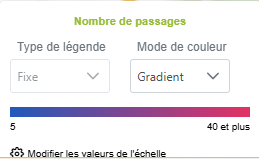 Nombre de passages
Type de légende Mode de couleur
Fixe Gradient
5 40 et plus
Modifier les valeurs de l'échelle